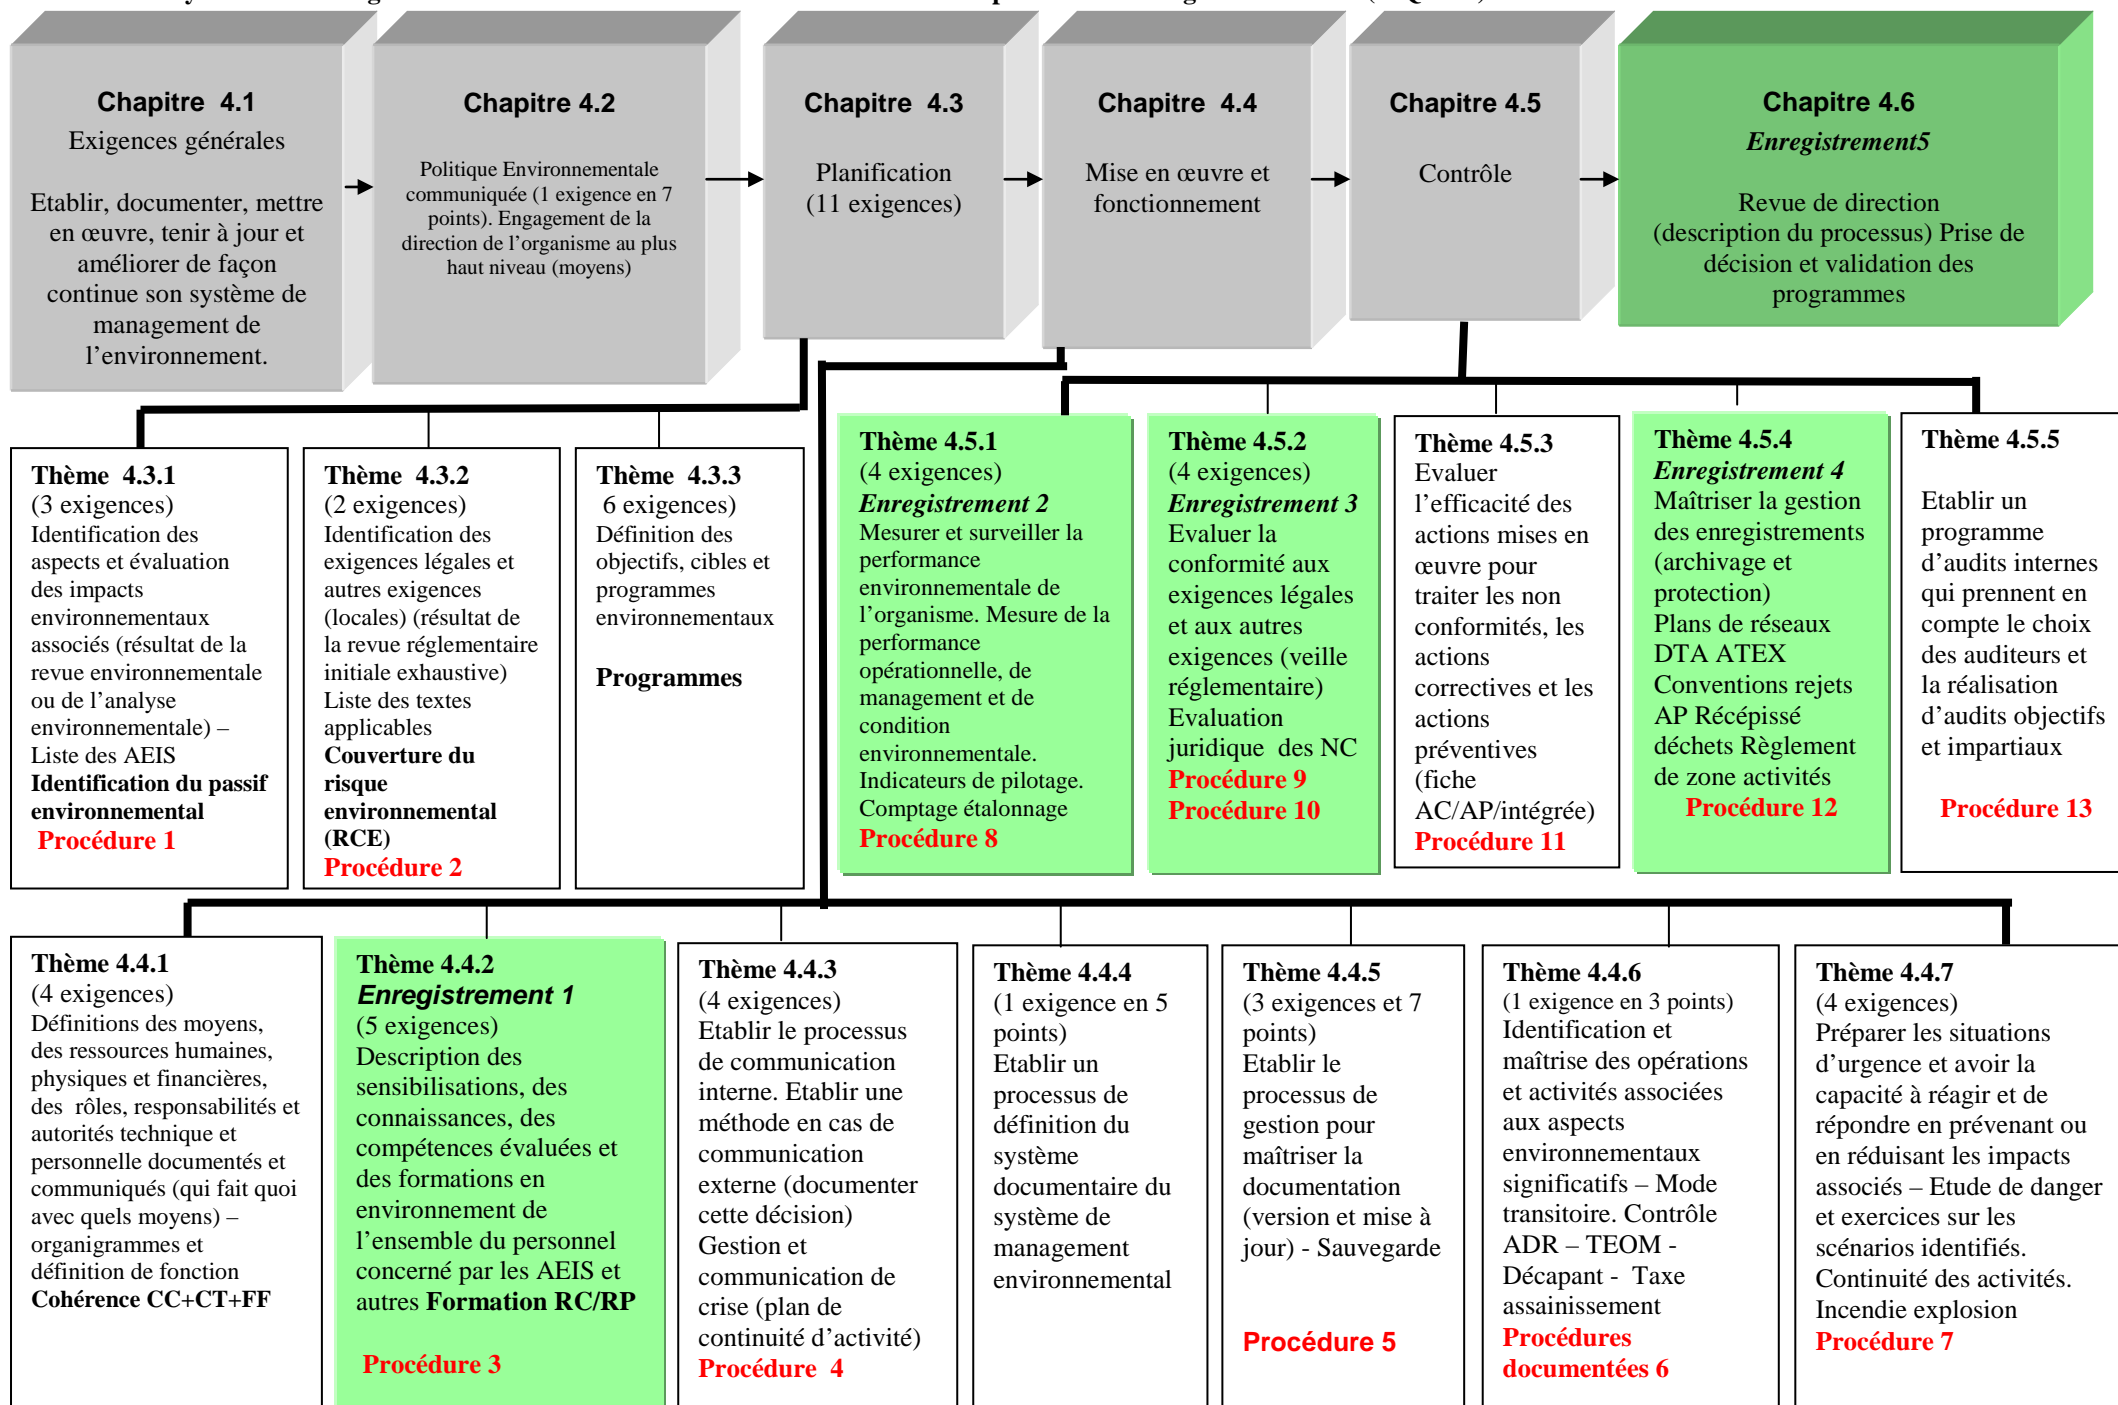 Chapitre 4.1
Exigences générales
Etablir, documenter, mettre
en œuvre, tenir à jour et
améliorer de façon
continue son système de
management de
l’environnement.
Chapitre 4.2
Politique Environnementale
communiquée (1 exigence en 7
points). Engagement de la
direction de l’organisme au plus
haut niveau (moyens)
Chapitre 4.3
Planification
(11 exigences)
Chapitre 4.4
Mise en œuvre et
fonctionnement
Chapitre 4.5
Contrôle
Chapitre 4.6
Enregistrement5
Revue de direction
(description du processus) Prise de
décision et validation des
programmes
Thème 4.3.1
(3 exigences)
Identification des
aspects et évaluation
des impacts
environnementaux
associés (résultat de la
revue environnementale
ou de l’analyse
environnementale) –
Liste des AEIS
Identification du passif
environnemental
Procédure 1
Thème 4.3.2
(2 exigences)
Identification des
exigences légales et
autres exigences
(locales) (résultat de
la revue réglementaire
initiale exhaustive)
Liste des textes
applicables
Couverture du
risque
environnemental
(RCE)
Procédure 2
Thème 4.3.3
6 exigences)
Définition des
objectifs, cibles et
programmes
environnementaux
Programmes
Thème 4.5.1
(4 exigences)
Enregistrement 2
Mesurer et surveiller la
performance
environnementale de
l’organisme. Mesure de la
performance
opérationnelle, de
management et de
condition
environnementale.
Indicateurs de pilotage.
Comptage étalonnage
Procédure 8
Thème 4.5.2
(4 exigences)
Enregistrement 3
Evaluer la
conformité aux
exigences légales
et aux autres
exigences (veille
réglementaire)
Evaluation
juridique des NC
Procédure 9
Procédure 10
Thème 4.5.3
Evaluer
l’efficacité des
actions mises en
œuvre pour
traiter les non
conformités, les
actions
correctives et les
actions
préventives
(fiche
AC/AP/intégrée)
Procédure 11
Thème 4.5.4
Enregistrement 4
Maîtriser la gestion
des enregistrements
(archivage et
protection)
Plans de réseaux
DTA ATEX
Conventions rejets
AP Récépissé
déchets Règlement
de zone activités
Procédure 12
Thème 4.5.5
Etablir un
programme
d’audits internes
qui prennent en
compte le choix
des auditeurs et
la réalisation
d’audits objectifs
et impartiaux
Procédure 13
Thème 4.4.1
(4 exigences)
Définitions des moyens,
des ressources humaines,
physiques et financières,
des rôles, responsabilités et
autorités technique et
personnelle documentés et
communiqués (qui fait quoi
avec quels moyens) –
organigrammes et
définition de fonction
Cohérence CC+CT+FF
Thème 4.4.2
Enregistrement 1
(5 exigences)
Description des
sensibilisations, des
connaissances, des
compétences évaluées et
des formations en
environnement de
l’ensemble du personnel
concerné par les AEIS et
autres Formation RC/RP
Procédure 3
Thème 4.4.3
(4 exigences)
Etablir le processus
de communication
interne. Etablir une
méthode en cas de
communication
externe (documenter
cette décision)
Gestion et
communication de
crise (plan de
continuité d’activité)
Procédure 4
Thème 4.4.4
(1 exigence en 5
points)
Etablir un
processus de
définition du
système
documentaire du
système de
management
environnemental
Thème 4.4.5
(3 exigences et 7
points)
Etablir le
processus de
gestion pour
maîtriser la
documentation
(version et mise à
jour) - Sauvegarde
Procédure 5
Thème 4.4.6
(1 exigence en 3 points)
Identification et
maîtrise des opérations
et activités associées
aux aspects
environnementaux
significatifs – Mode
transitoire. Contrôle
ADR – TEOM -
Décapant - Taxe
assainissement
Procédures
documentées 6
Thème 4.4.7
(4 exigences)
Préparer les situations
d’urgence et avoir la
capacité à réagir et de
répondre en prévenant ou
en réduisant les impacts
associés – Etude de danger
et exercices sur les
scénarios identifiés.
Continuité des activités.
Incendie explosion
Procédure 7